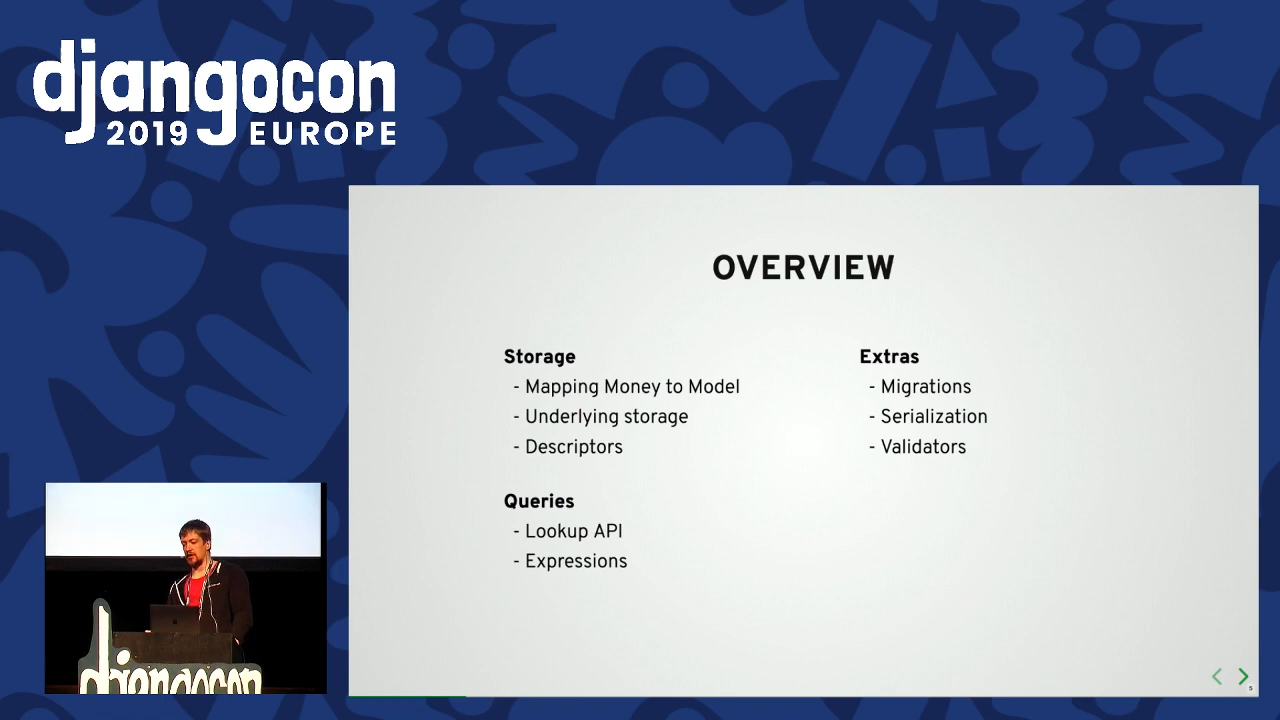 djangocon
2019 EUROPE
OVERVIEW
Storage
- Mapping Money to Model
- Underlying storage
- Descriptors
Queries
- Lookup API
- Expressions
Extras
- Migrations
- Serialization
- Validators
5
djangocon